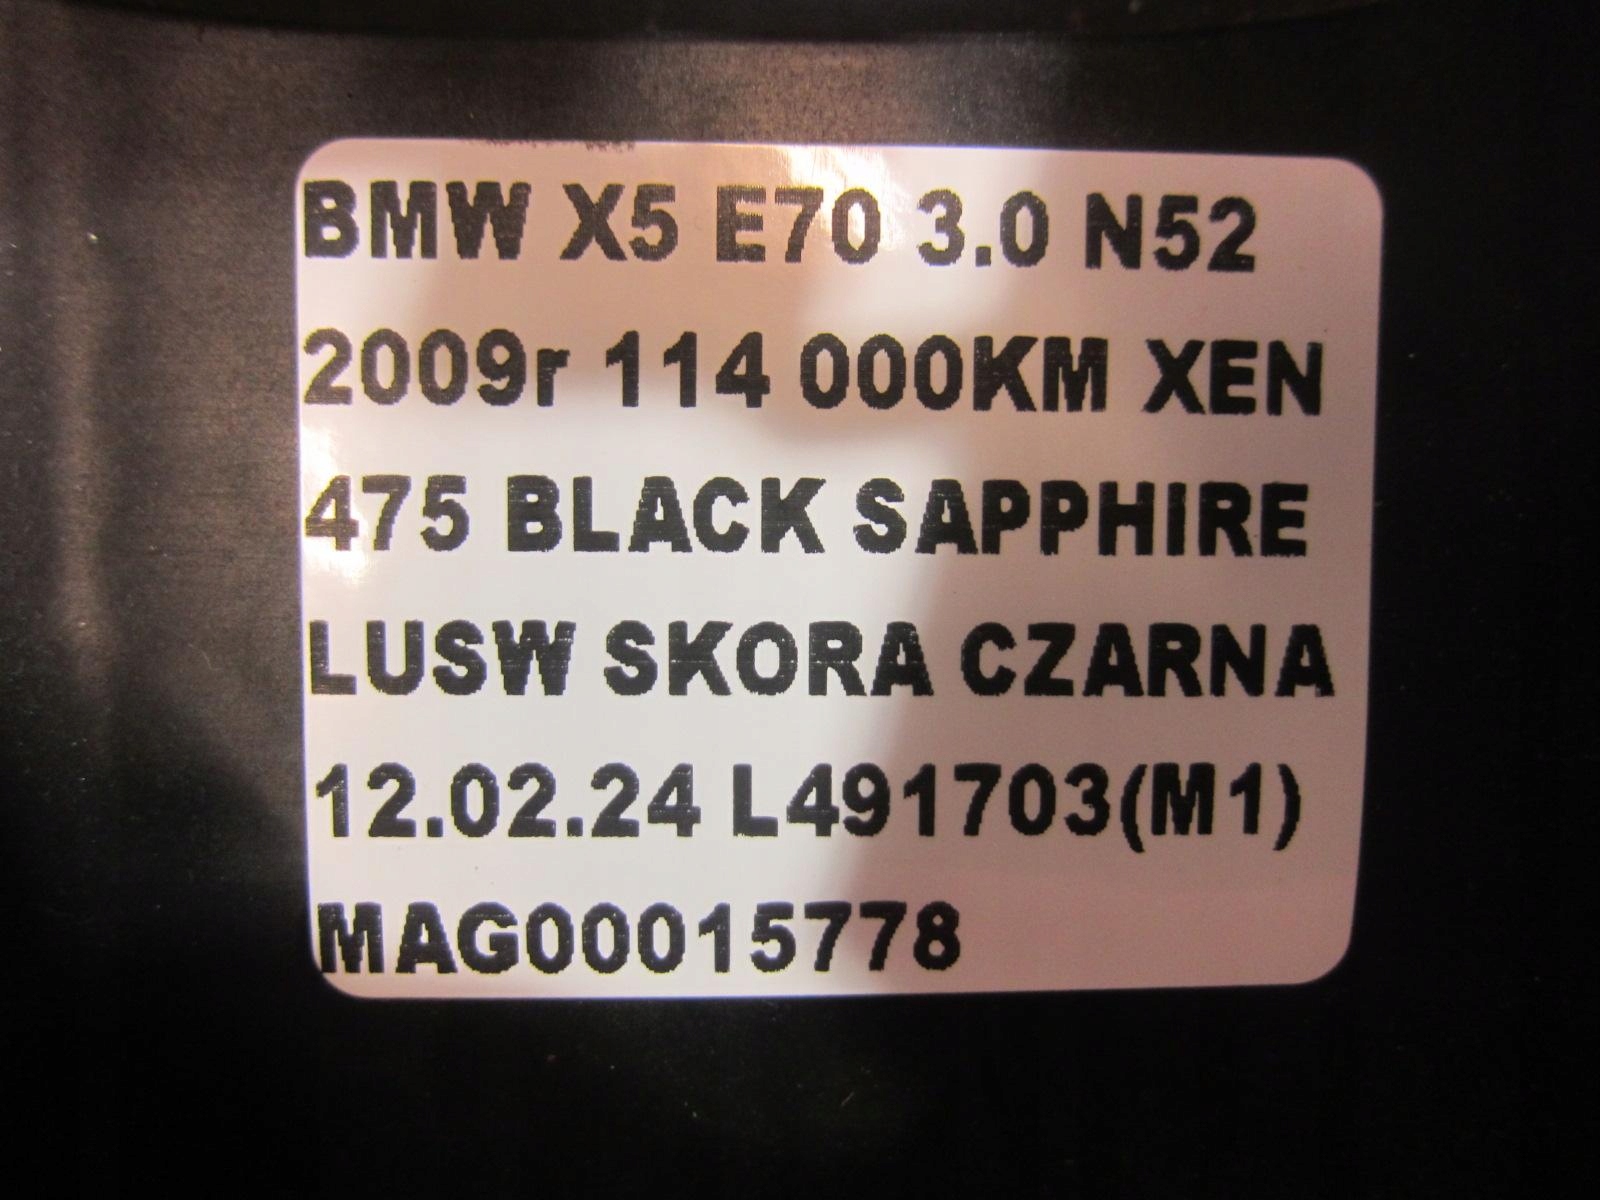 BMW X5 E70 3.0 N52
2009r 114 000KM XEN
475 BLACK SAPPHIRE
LUSW SKORA CZARNA
12.02.24 L491703(M1)
MAG00015778